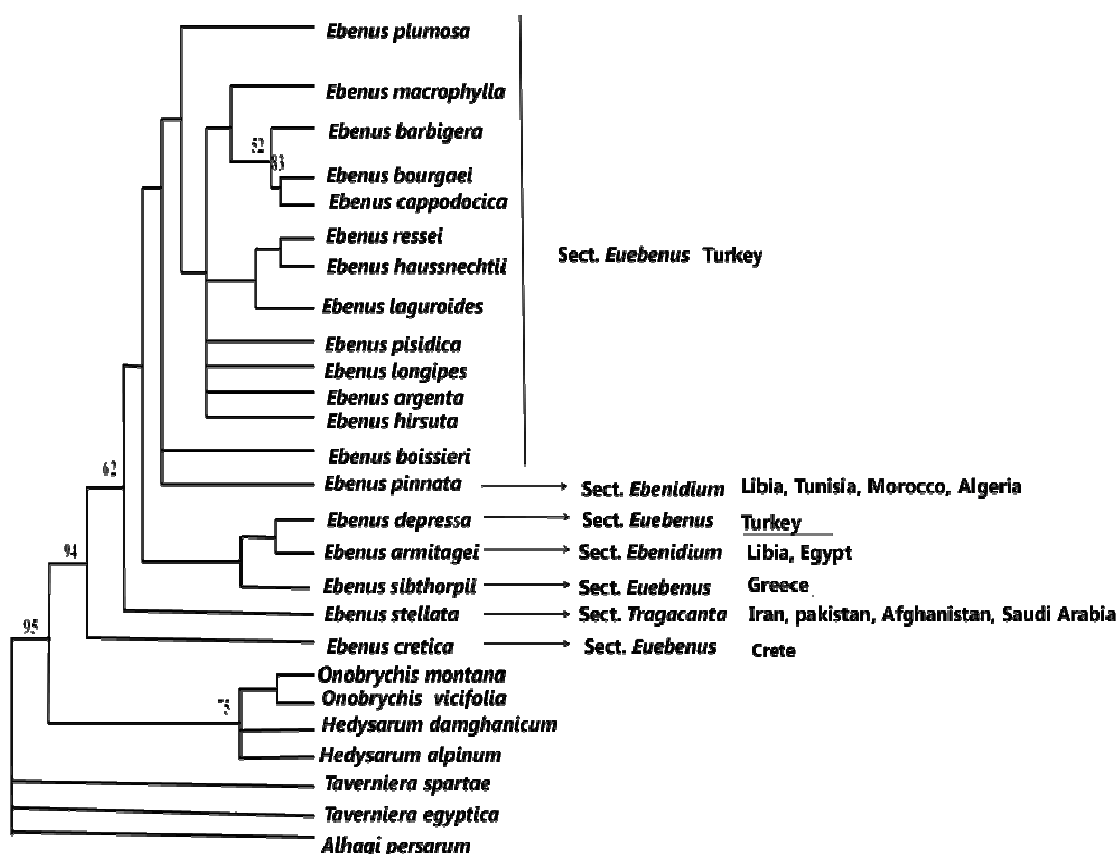 Ebenus plumosa
Ebenus macrophylla
Ebenus barbigera
52
83
Ebenus bourgaei
Ebenus cappodocica
Ebenus ressei
Sect. Euebenus Turkey
Ebenus haussnechtii
Ebenus laguroides
Ebenus pisidica
Ebenus longipes
Ebenus argenta
Ebenus hirsuta
Ebenus boissieri
62
Ebenus pinnata Sect. Ebenidium Libia, Tunisia, Morocco, Algeria
Ebenus depressa Sect. Euebenus Turkey
94
Ebenus armitagei Sect. Ebenidium Libia, Egypt
Ebenus sibthorpii Sect. Euebenus Greece
Ebenus stellata Sect. Tragacanta Iran, pakistan, Afghanistan, Saudi Arabia
95
Ebenus cretica Sect. Euebenus Crete
Onobrychis montana
75
Onobrychis vicifolia
Hedysarum damghanicum
Hedysarum alpinum
Taverniera spartae
Taverniera egyptica
Alhagi persarum